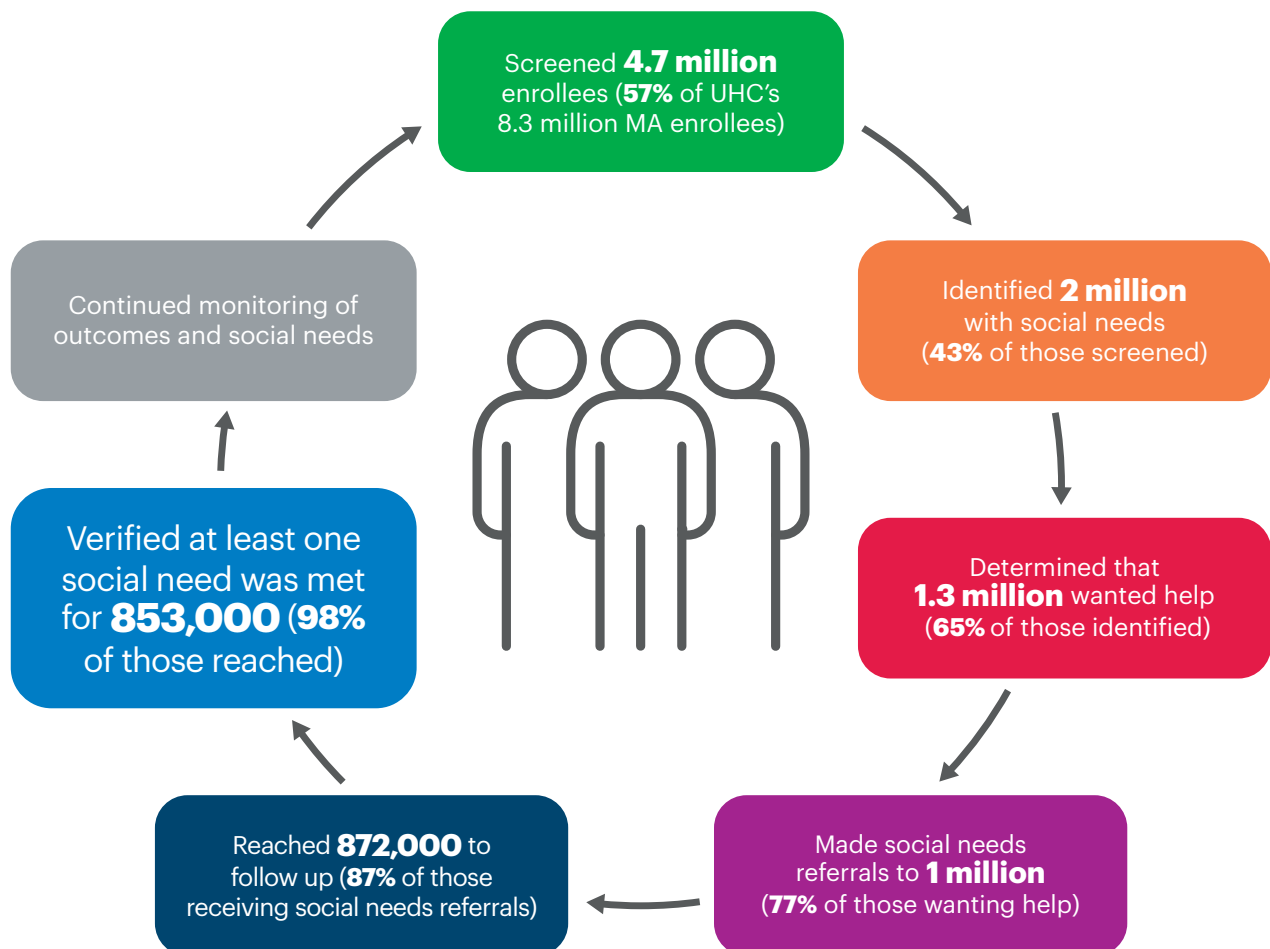 Screened 4.7 million
enrollees (57% of UHC’s
8.3 million MA enrollees)
Identified 2 million
with social needs
(43% of those screened)
Determined that
1.3 million wanted help
(65% of those identified)
Made social needs
referrals to 1 million
(77% of those wanting help)
Reached 872,000 to
follow up (87% of those
receiving social needs referrals)
Verified at least one
social need was met
for 853,000 (98%
of those reached)
Continued monitoring of
outcomes and social needs